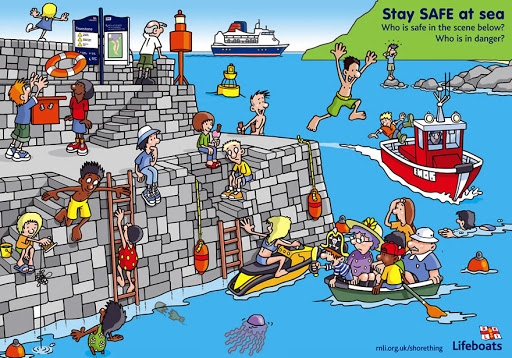 Stay SAFE at sea
Who is safe in the scene below?
Who is in danger?
rnli.org.uk/shorething
Lifeboats